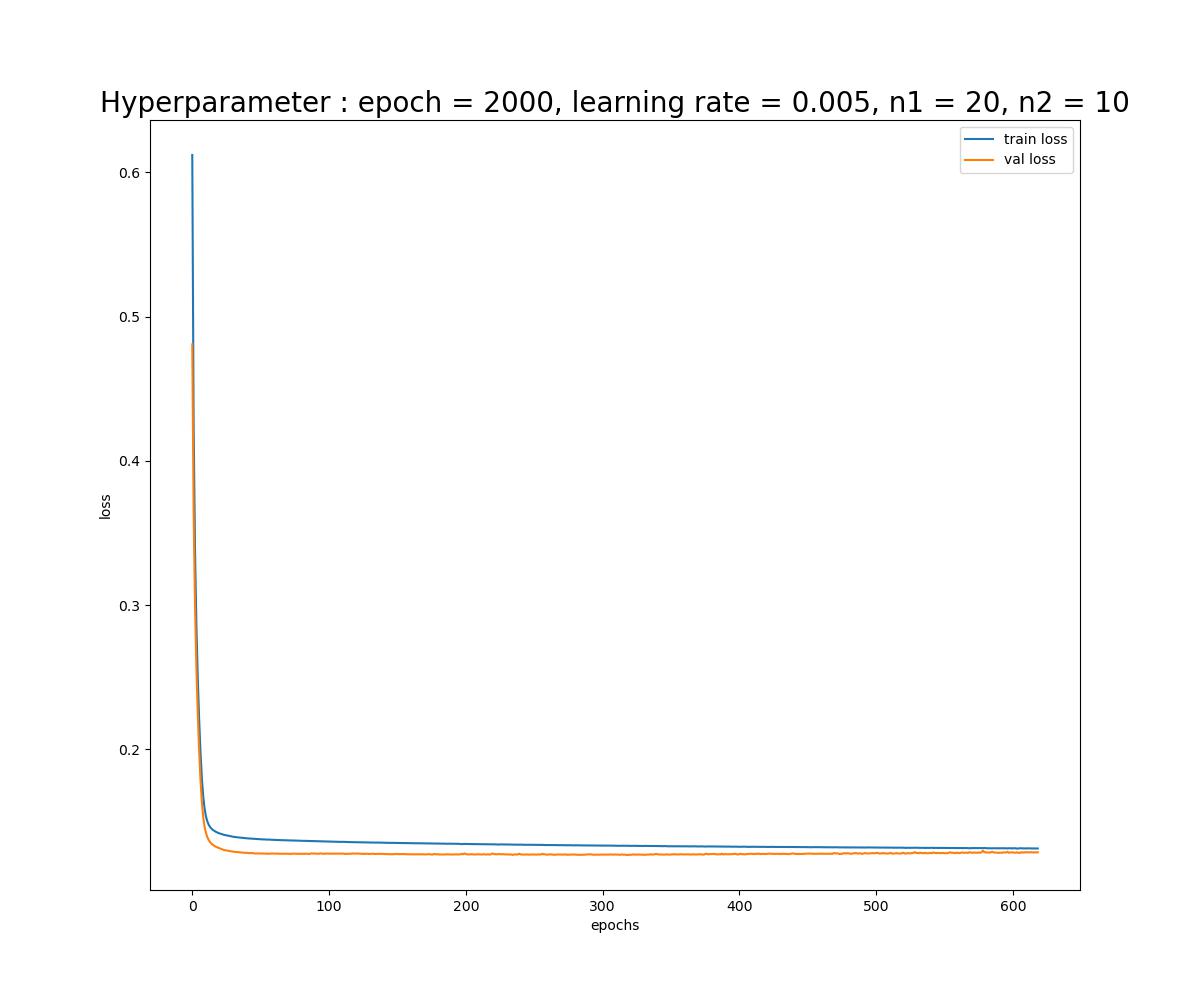 Hyperparameter : epoch = 2000, learning rate = 0.005, n1 = 20, n2 = 10
train loss
val loss
0.6
0.5
0.4
0.3
0.2
loss
0 100 200 300 400 500 600
epochs